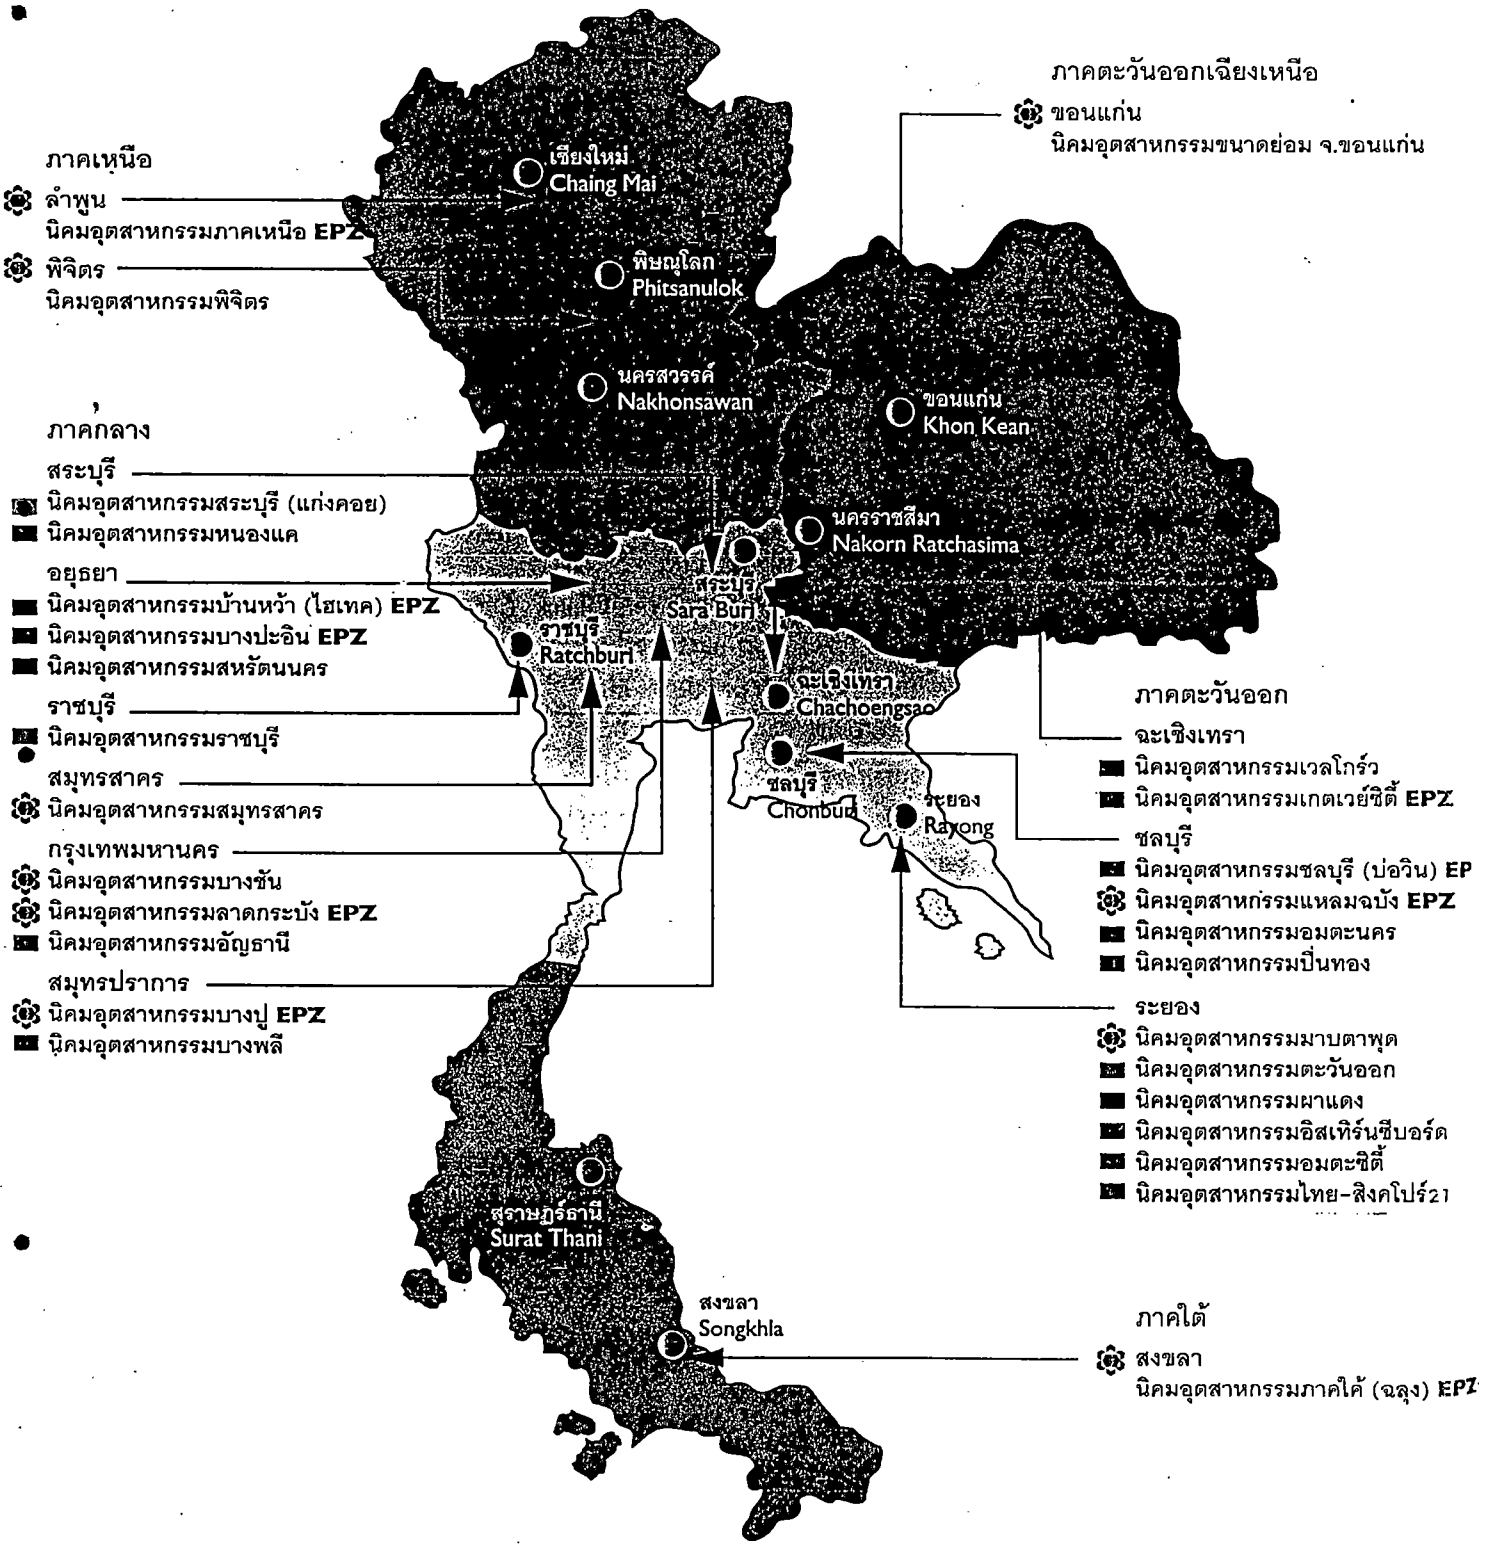 ภาคตะวันออกเฉียงเหนือ
ขอนแก่น
นิคมอุตสาหกรรมขนาดย่อม จ.ขอนแก่น
ภาคเหนือ
ลำพูน
นิคมอุตสาหกรรมภาคเหนือ EPZ
พิจิตร
นิคมอุตสาหกรรมพิจิตร
เชียงใหม่
Chaing Mai
พิษณุโลก
Phitsanulok
นครสวรรค์
Nakhonsawan
ขอนแก่น
Khon Kean
นครราชสีมา
Nakorn Ratchasima
สระบุรี
Sara Buri
ราชบุรี
Ratchburi
ฉะเชิงเทรา
Chachoengsao
ชลบุรี
Chonburi
ระยอง
Rayong
ภาคกลาง
สระบุรี
นิคมอุตสาหกรรมสระบุรี (แก่งคอย)
นิคมอุตสาหกรรมหนองแค
อยุธยา
นิคมอุตสาหกรรมบ้านหว้า (ไฮเทค) EPZ
นิคมอุตสาหกรรมบางปะอิน EPZ
นิคมอุตสาหกรรมสหรัตนนคร
ราชบุรี
นิคมอุตสาหกรรมราชบุรี
สมุทรสาคร
นิคมอุตสาหกรรมสมุทรสาคร
กรุงเทพมหานคร
นิคมอุตสาหกรรมบางชัน
นิคมอุตสาหกรรมลาดกระบัง EPZ
นิคมอุตสาหกรรมอัญธานี
สมุทรปราการ
นิคมอุตสาหกรรมบางปู EPZ
นิคมอุตสาหกรรมบางพลี
ภาคตะวันออก
ฉะเชิงเทรา
นิคมอุตสาหกรรมเวลโกร์ว
นิคมอุตสาหกรรมเกตเวย์ซิตี้ EPZ
ชลบุรี
นิคมอุตสาหกรรมชลบุรี (บ่อวิน) EP
นิคมอุตสาหกรรมแหลมฉบัง EPZ
นิคมอุตสาหกรรมอมตะนคร
นิคมอุตสาหกรรมปิ่นทอง
ระยอง
นิคมอุตสาหกรรมมาบตาพุด
นิคมอุตสาหกรรมตะวันออก
นิคมอุตสาหกรรมผาแดง
นิคมอุตสาหกรรมอิสเทิร์นซีบอร์ด
นิคมอุตสาหกรรมอมตะซิตี้
นิคมอุตสาหกรรมไทย-สิงคโปร์21
สุราษฎร์ธานี
Surat Thani
สงขลา
Songkhla
ภาคใต้
สงขลา
นิคมอุตสาหกรรมภาคใต้ (ฉลุง) EPZ